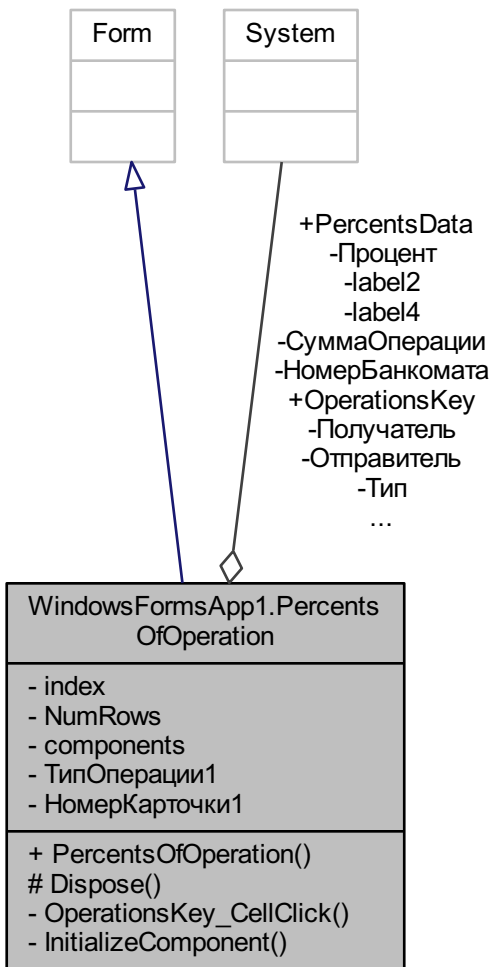 Form
System
+PercentsData
-Процент
-label2
-label4
-СуммаОперации
-НомерБанкомата
+OperationsKey
-Получатель
-Отправитель
-Тип
...
WindowsFormsApp1.Percents
OfOperation
- index
- NumRows
- components
- ТипОперации1
- НомерКарточки1
+ PercentsOfOperation()
# Dispose()
- OperationsKey_CellClick()
- InitializeComponent()